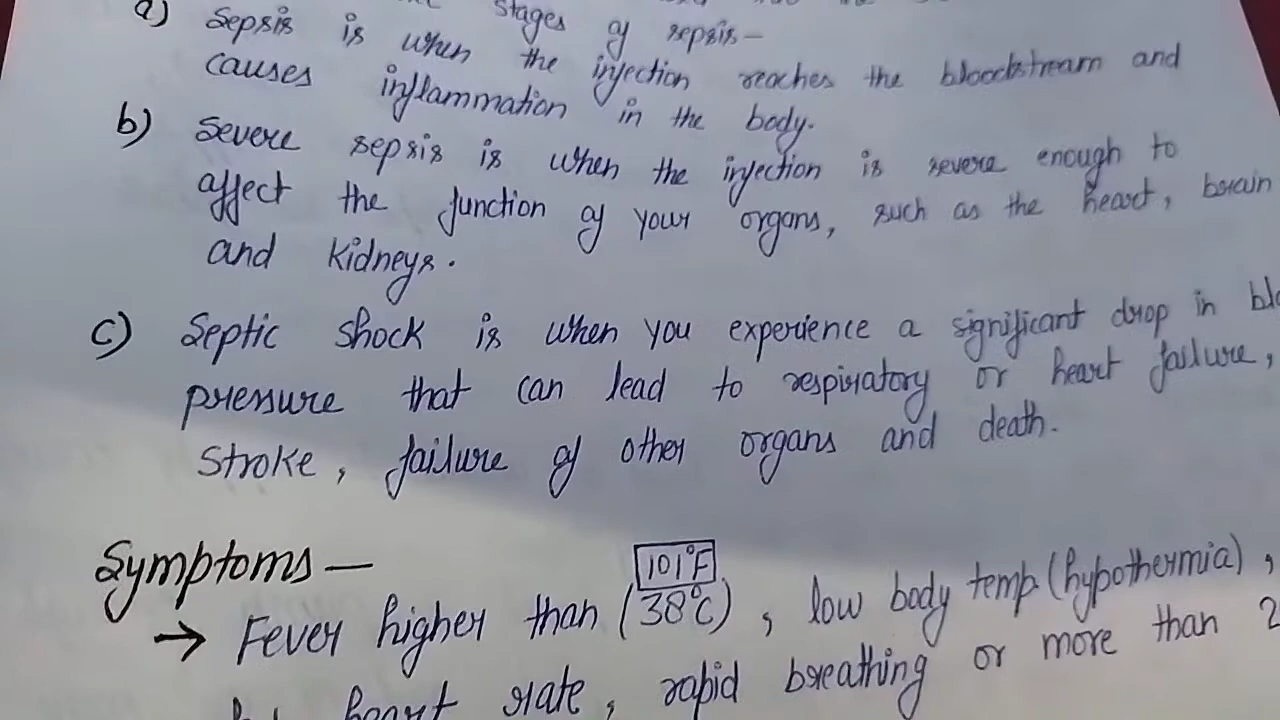 stages of sepsis-
a) Sepsis is when the injection reaches the bloodstream and
causes inflammation in the body.
b) Severe sepsis is when the injection is severe enough to
affect the function of your organs, such as the heart, brain
and kidneys.
c) Septic shock is when you experience a significant drop in
pressure that can lead to respiratory or heart failure,
stroke, failure of other organs and death.
Symptoms —
101°F
→ Fever higher than (38°C), low body temp (hypothermia),
heart rate, rapid breathing or more than 2